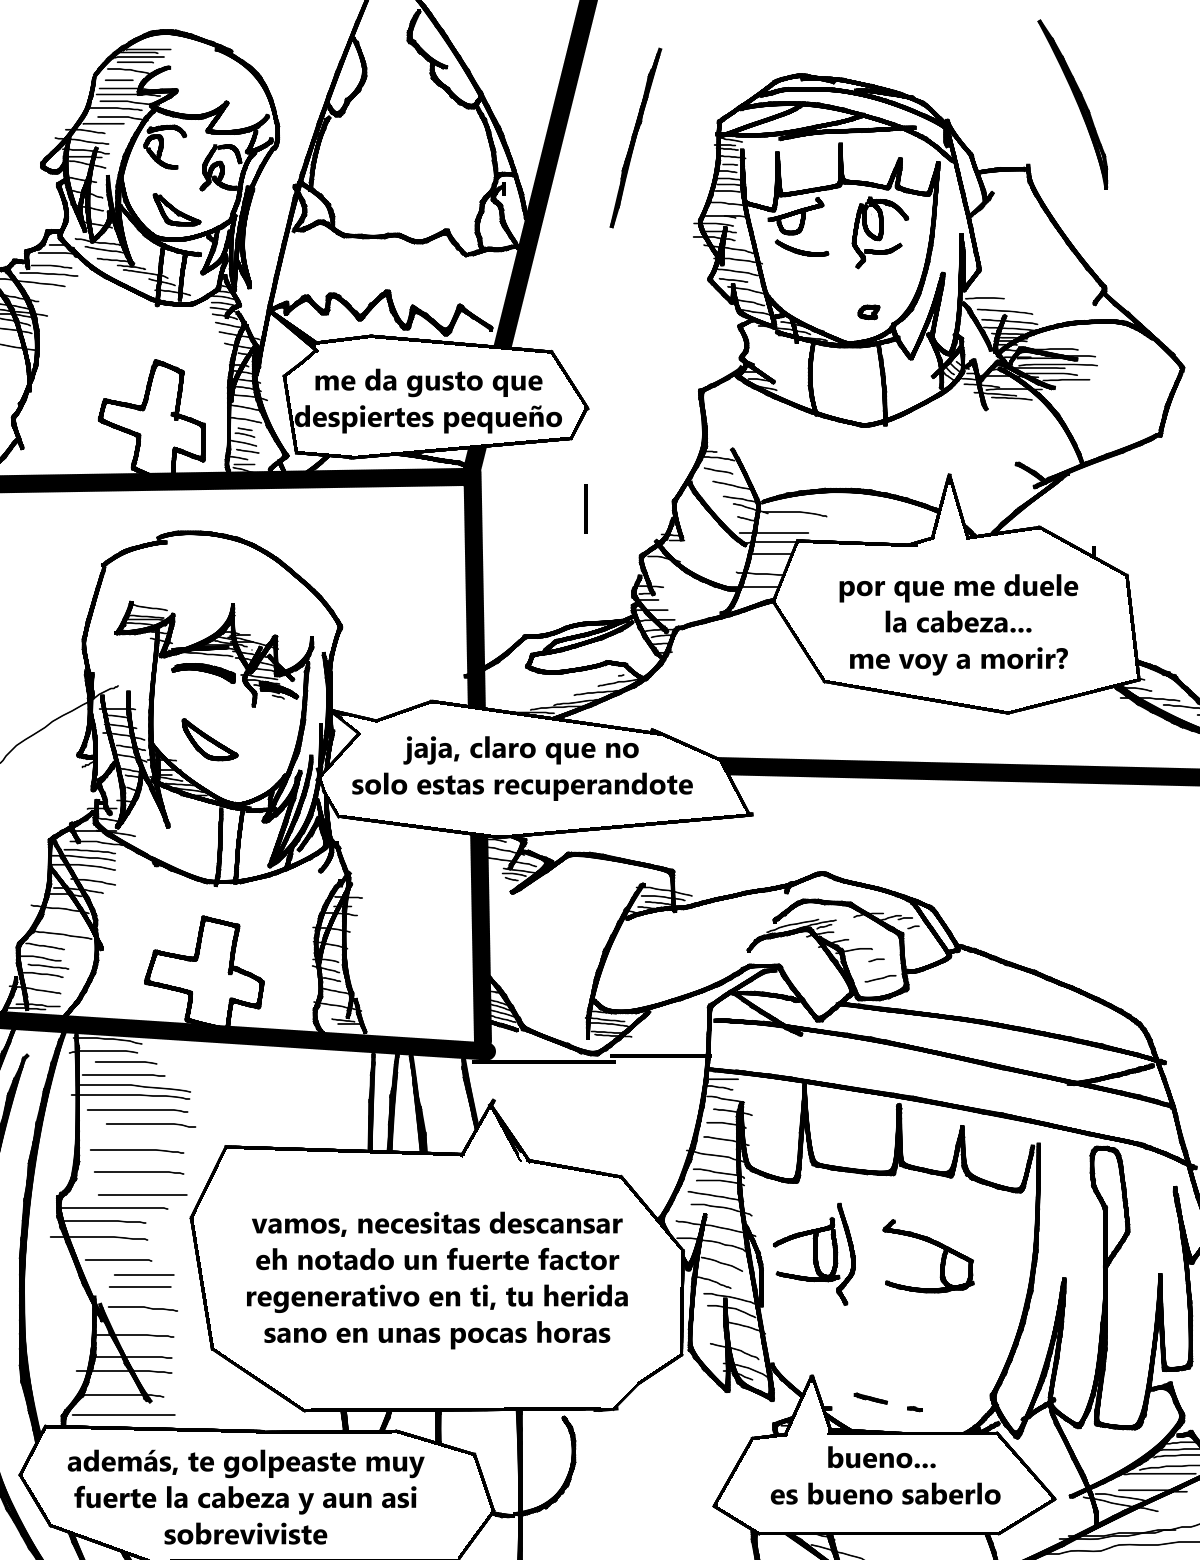 me da gusto que
despiertes pequeño
por que me duele
la cabeza...
me voy a morir?
jaja, claro que no
solo estas recuperandote
vamos, necesitas descansar
eh notado un fuerte factor
regenerativo en ti, tu herida
sano en unas pocas horas
además, te golpeaste muy
fuerte la cabeza y aun asi
sobreviviste
bueno...
es bueno saberlo